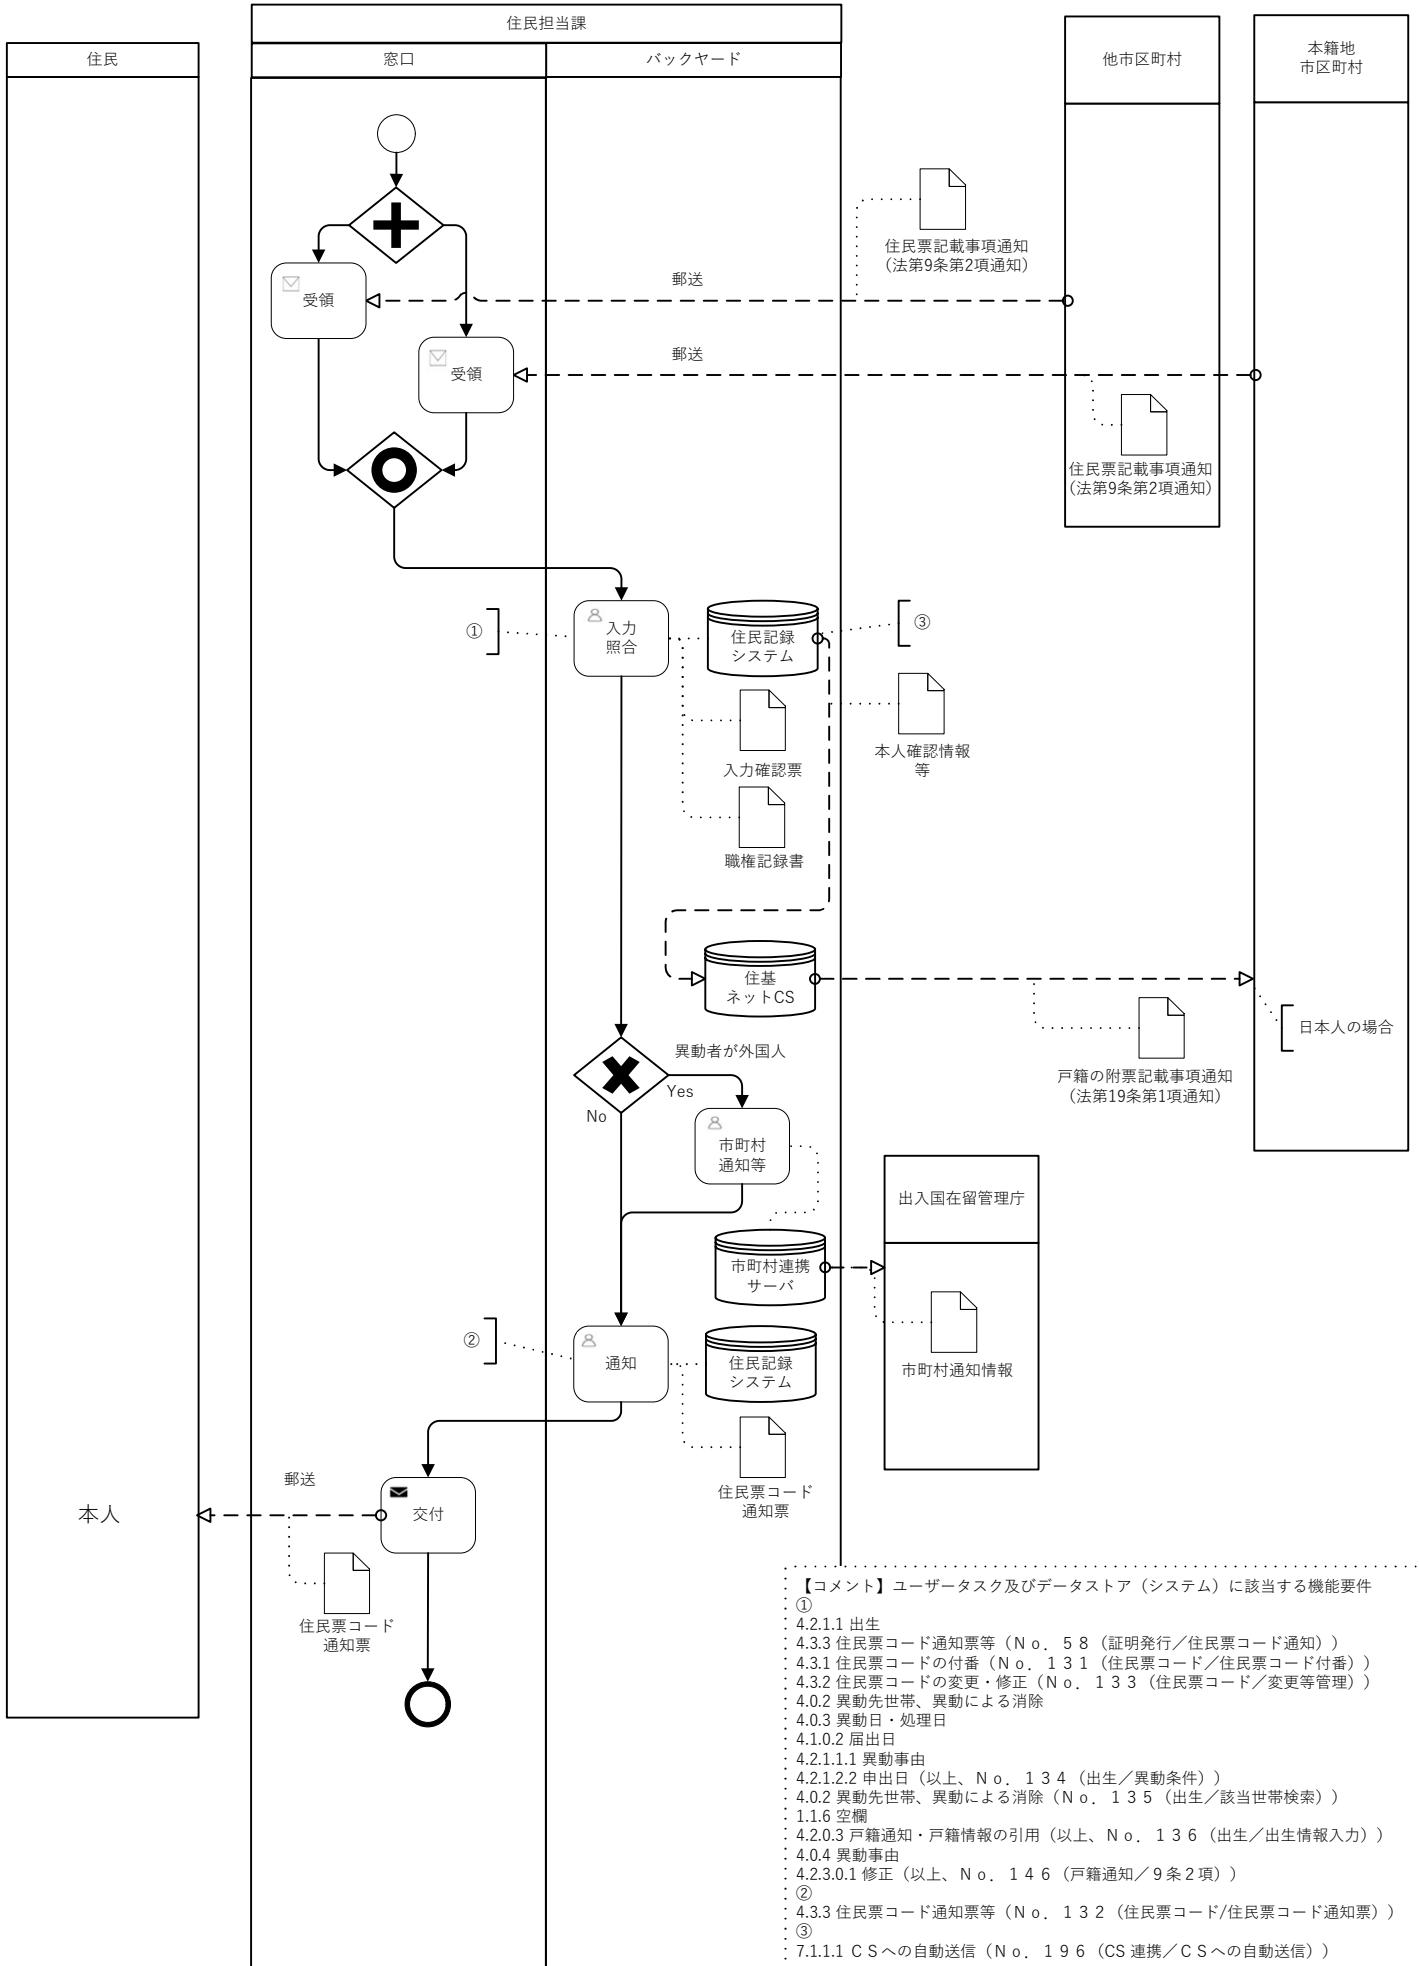 住民担当課
住民
窓口
バックヤード
他市区町村
本籍地
市区町村
住民票記載事項通知
（法第9条第2項通知）
郵送
受領
郵送
受領
住民票記載事項通知
（法第9条第2項通知）
①
入力
照合
住民記録
システム
③
入力確認票
本人確認情報
等
職権記録書
住基
ネットCS
日本人の場合
戸籍の附票記載事項通知
（法第19条第1項通知）
異動者が外国人
Yes
No
市町村
通知等
出入国在留管理庁
市町村連携
サーバ
市町村通知情報
②
通知
住民記録
システム
住民票コード
通知票
郵送
本人
交付
住民票コード
通知票
【コメント】ユーザータスク及びデータストア（システム）に該当する機能要件
①
4.2.1.1 出生
4.3.3 住民票コード通知票等（Ｎｏ．５８（証明発行／住民票コード通知））
4.3.1 住民票コードの付番（Ｎｏ．１３１（住民票コード／住民票コード付番））
4.3.2 住民票コードの変更・修正（Ｎｏ．１３３（住民票コード／変更等管理））
4.0.2 異動先世帯、異動による消除
4.0.3 異動日・処理日
4.1.0.2 届出日
4.2.1.1.1 異動事由
4.2.1.2.2 申出日（以上、Ｎｏ．１３４（出生／異動条件））
4.0.2 異動先世帯、異動による消除（Ｎｏ．１３５（出生／該当世帯検索））
1.1.6 空欄
4.2.0.3 戸籍通知・戸籍情報の引用（以上、Ｎｏ．１３６（出生／出生情報入力））
4.0.4 異動事由
4.2.3.0.1 修正（以上、Ｎｏ．１４６（戸籍通知／９条２項））
②
4.3.3 住民票コード通知票等（Ｎｏ．１３２（住民票コード/住民票コード通知票））
③
7.1.1.1 ＣＳへの自動送信（Ｎｏ．１９６（CS 連携／ＣＳへの自動送信））